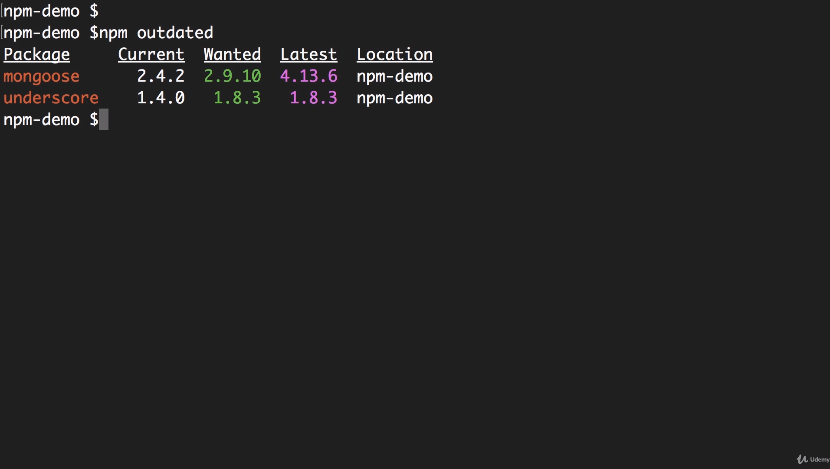 npm-demo $
npm-demo $npm outdated
Package Current Wanted Latest Location
mongoose 2.4.2 2.9.10 4.13.6 npm-demo
underscore 1.4.0 1.8.3 1.8.3 npm-demo
npm-demo $
Udemy